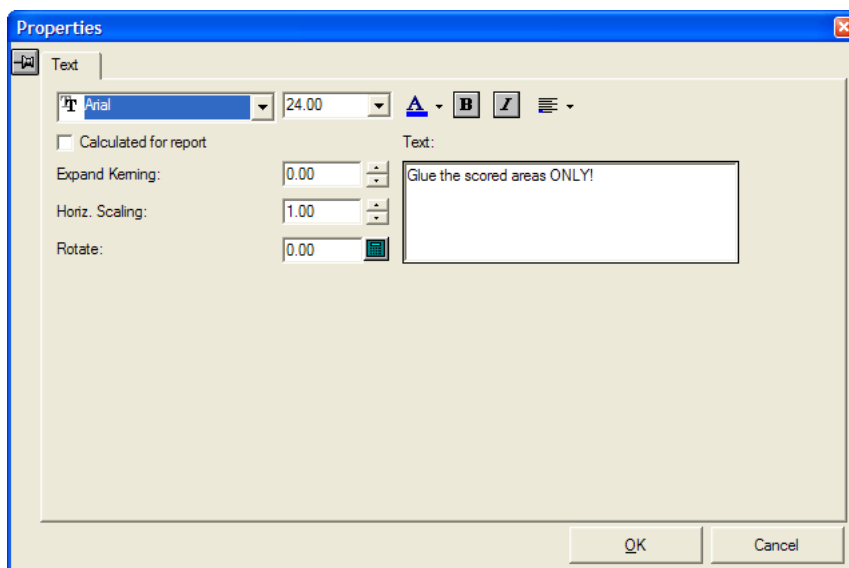 Properties
Text
Arial 24.00 A B I
Calculated for report Text:
Expand Kerning: 0.00 Glue the scored areas ONLY!
Horiz. Scaling: 1.00
Rotate: 0.00
OK Cancel